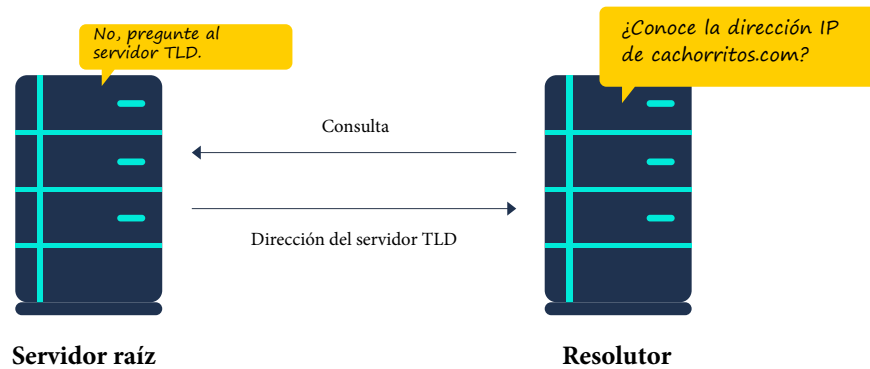 No, pregunte al
servidor TLD.
¿Conoce la dirección IP
de cachorritos.com?
Consulta
Dirección del servidor TLD
Servidor raíz
Resolutor